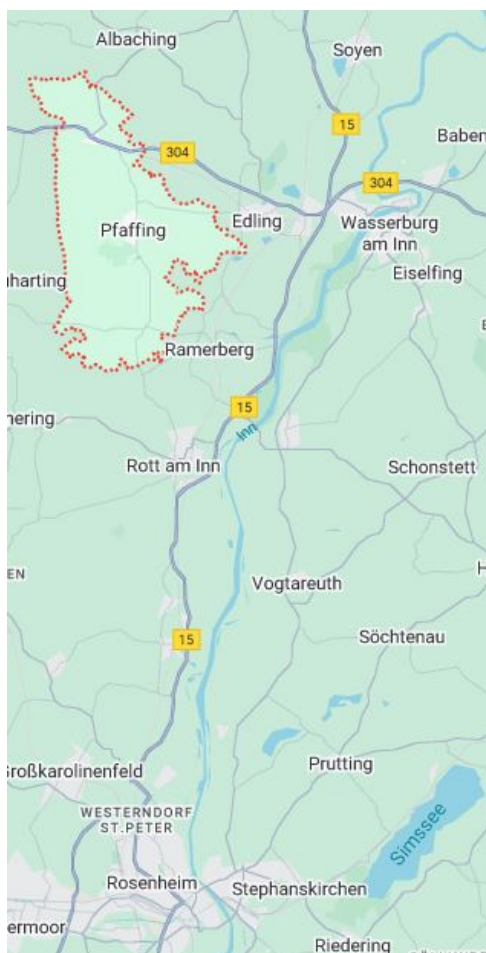 Albaching
Soyen
15
Baben
304
304
Pfaffing
Edling
Wasserburg
am Inn
Eiselfing
harting
Ramerberg
15
Inn
nering
Rott am Inn
Schonstett
EN
Vogtareuth
H
15
Söchtenau
Prutting
Großkarolinenfeld
Simssee
WESTERNDORF
ST.PETER
Rosenheim
Stephanskirchen
ermoor
Riedering